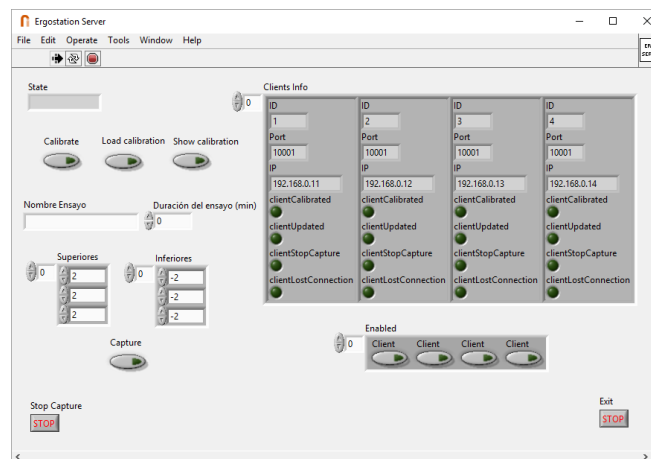 Ergostation Server
File Edit Operate Tools Window Help
State
Clients Info
0
ID ID ID ID
1 2 3 4
Port Port Port Port
10001 10001 10001 10001
IP IP IP IP
192.168.0.11 192.168.0.12 192.168.0.13 192.168.0.14
clientCalibrated clientCalibrated clientCalibrated clientCalibrated
clientUpdated clientUpdated clientUpdated clientUpdated
clientStopCapture clientStopCapture clientStopCapture clientStopCapture
clientLostConnection clientLostConnection clientLostConnection clientLostConnection
Calibrate Load calibration Show calibration
Nombre Ensayo Duración del ensayo (min)
0
Superiores Inferiores
0 2 0 -2
2 -2
2 -2
Capture
Enabled
0 Client Client Client Client
Stop Capture Exit
STOP STOP